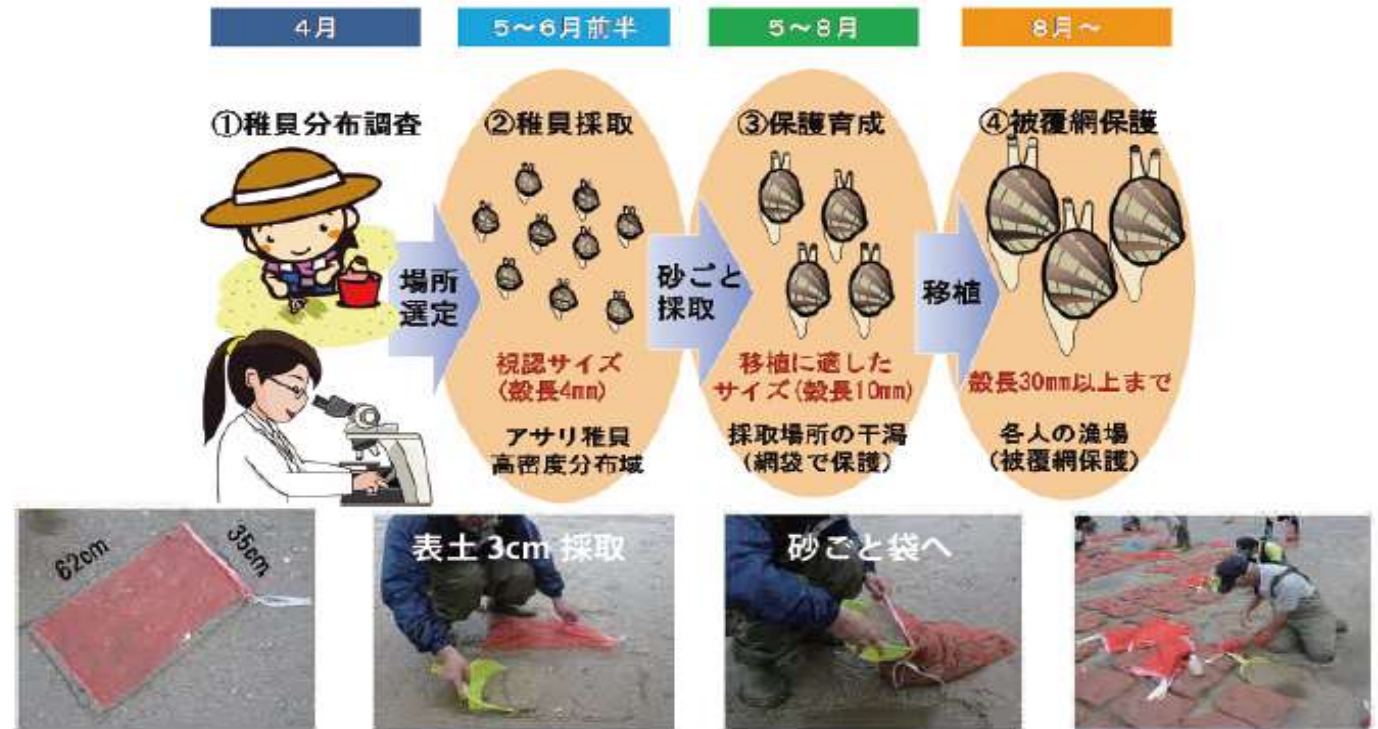 4月
5～6月前半
5～8月
8月～
①稚貝分布調査
②稚貝採取
③保護育成
④被覆網保護
場所
選定
砂ごと
採取
移植
視認サイズ
(殻長4mm)
移植に適した
サイズ(殻長10mm)
殻長30mm以上まで
アサリ稚貝
高密度分布域
採取場所の干潟
(網袋で保護)
各人の漁場
(被覆網保護)
62cm
35cm
表土 3cm 採取
砂ごと袋へ